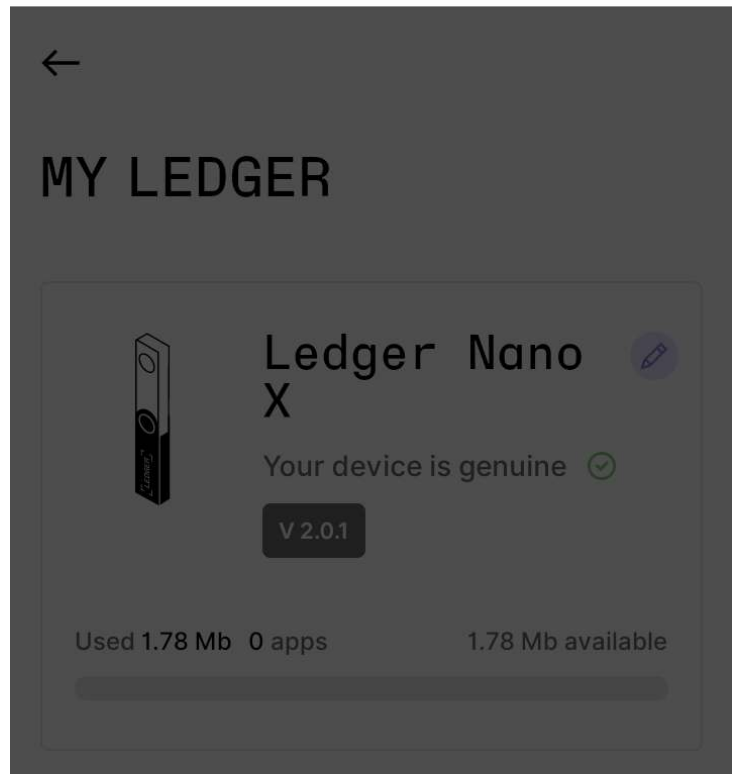 MY LEDGER
Ledger Nano
X
Your device is genuine
V 2.0.1
Used 1.78 Mb 0 apps 1.78 Mb available
LEDGER